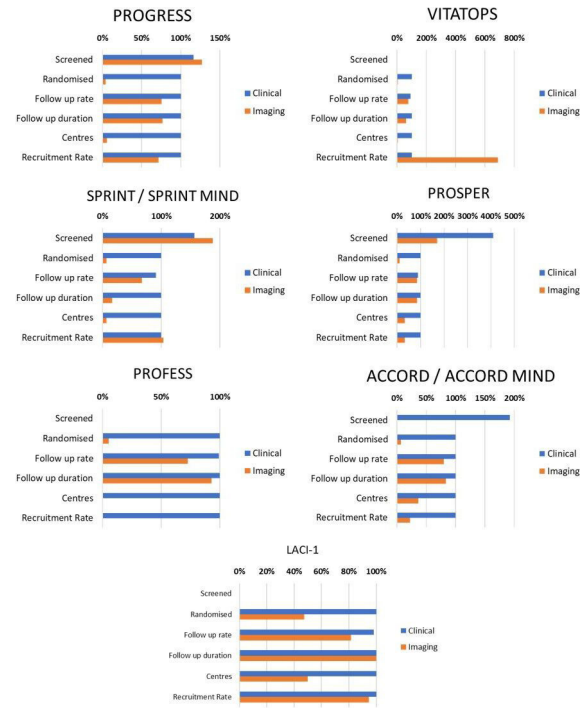 PROGRESS
0% 50% 100% 150%
Screened
Randomised
Follow up rate
Follow up duration
Centres
Recruitment Rate
Clinical
Imaging
VITATOPS
0% 200% 400% 600% 800%
Screened
Randomised
Follow up rate
Follow up duration
Centres
Recruitment Rate
Clinical
Imaging
SPRINT / SPRINT MIND
0% 100% 200%
Screened
Randomised
Follow up rate
Follow up duration
Centres
Recruitment Rate
Clinical
Imaging
PROSPER
0% 100% 200% 300% 400% 500%
Screened
Randomised
Follow up rate
Follow up duration
Centres
Recruitment Rate
Clinical
Imaging
PROFESS
0% 50% 100%
Screened
Randomised
Follow up rate
Follow up duration
Centres
Recruitment Rate
Clinical
Imaging
ACCORD / ACCORD MIND
0% 50% 100% 150% 200%
Screened
Randomised
Follow up rate
Follow up duration
Centres
Recruitment Rate
Clinical
Imaging
LACI-1
0% 20% 40% 60% 80% 100%
Screened
Randomised
Follow up rate
Follow up duration
Centres
Recruitment Rate
Clinical
Imaging